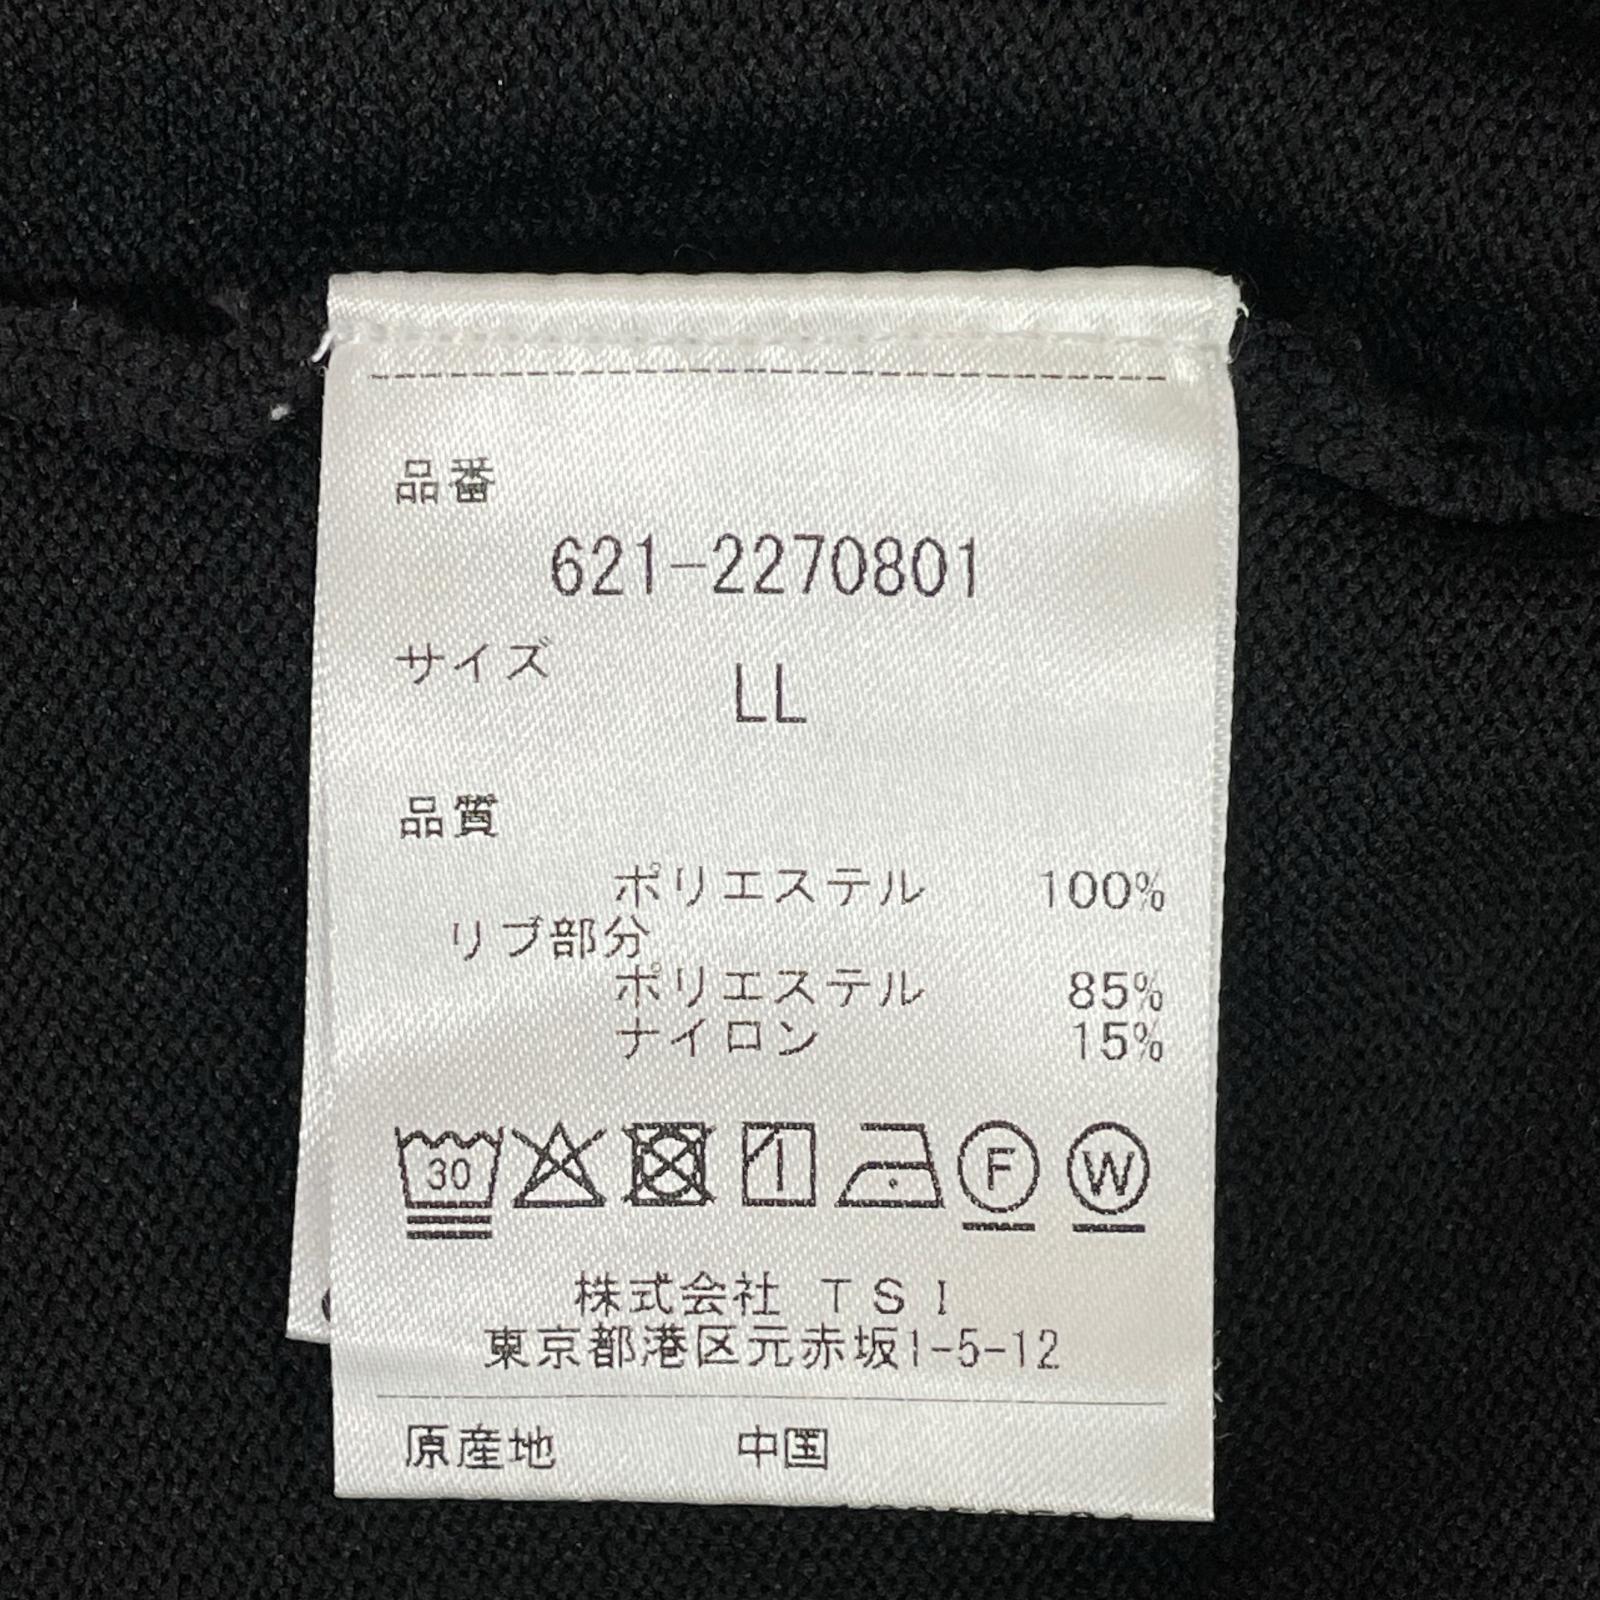 品番
621-2270801
サイズ
LL
品質
ポリエステル 100%
リブ部分
ポリエステル 85%
ナイロン 15%
30 F W
株式会社 TSI
東京都港区元赤坂1-5-12
原産地 中国